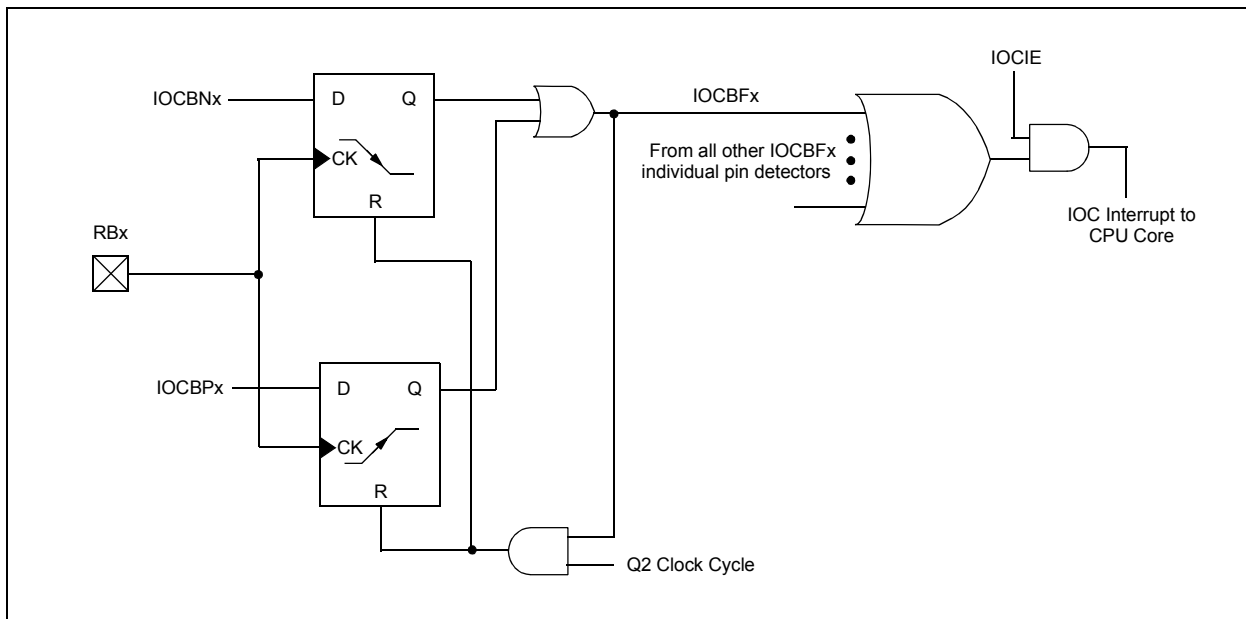 IOCIE
IOCBNx
D
Q
IOCBFx
CK
From all other IOCBFx
individual pin detectors
R
IOC Interrupt to
CPU Core
RBx
IOCBPx
D
Q
CK
R
Q2 Clock Cycle